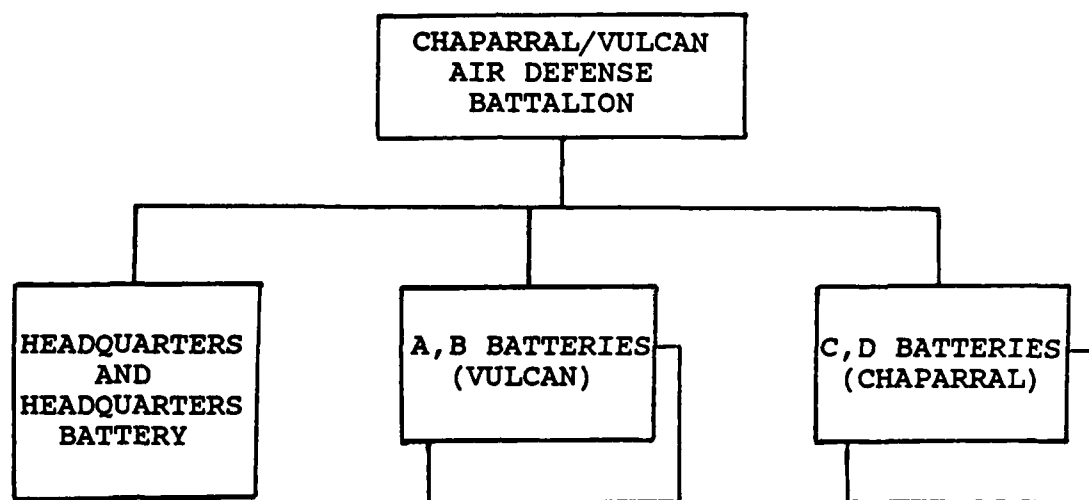 CHAPARRAL/VULCAN
AIR DEFENSE
BATTALION
HEADQUARTERS
AND
HEADQUARTERS
BATTERY
A,B BATTERIES
(VULCAN)
C,D BATTERIES
(CHAPARRAL)